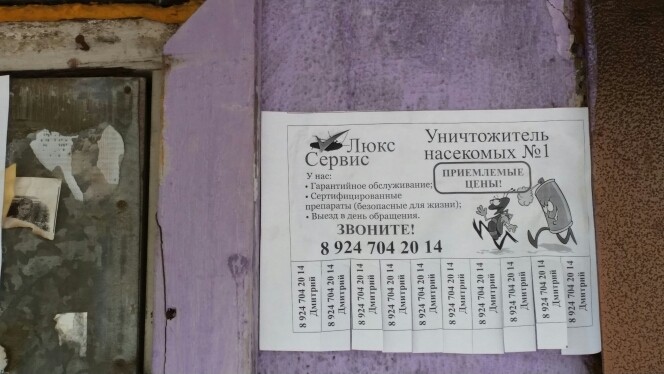 Люкс
Сервис
Уничтожитель
насекомых №1
У нас:
• Гарантийное обслуживание;
• Сертифицированные
препараты (безопасные для жизни);
• Выезд в день обращения.
ПРИЕМЛЕМЫЕ
ЦЕНЫ!
ЗВОНИТЕ!
8 924 704 20 14
8 924 704 20 14
Дмитрий
8 924 704 20 14
Дмитрий
8 924 704 20 14
Дмитрий
8 924 704 20 14
Дмитрий
8 924 704 20 14
Дмитрий
8 924 704 20 14
Дмитрий
8 924 704 20 14
Дмитрий
8 924 704 20 14
Дмитрий
8 924 704 20 14
Дмитрий
8 924 704 20 14
Дмитрий